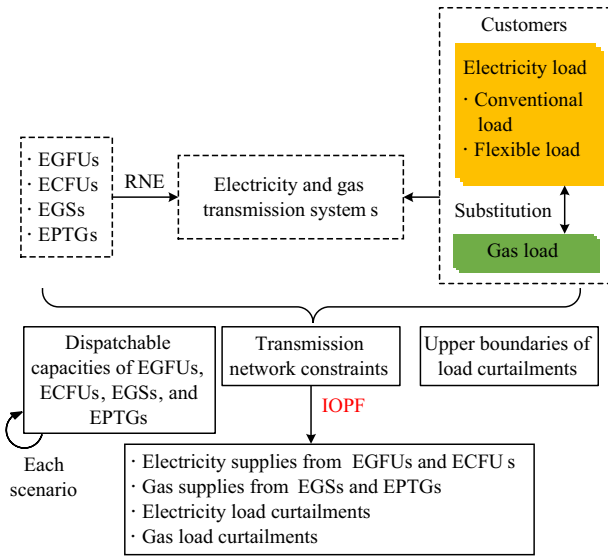 Customers
Electricity load
· Conventional
load
· Flexible load
· EGFUs
· ECFUs
· EGSs
· EPTGs
RNE
Electricity and gas
transmission system s
Substitution
Gas load
Dispatchable
capacities of EGFUs,
ECFUs, EGSs, and
EPTGs
Transmission
network constraints
Upper boundaries of
load curtailments
IOPF
Each
scenario
· Electricity supplies from EGFUs and ECFU s
· Gas supplies from EGSs and EPTGs
· Electricity load curtailments
· Gas load curtailments